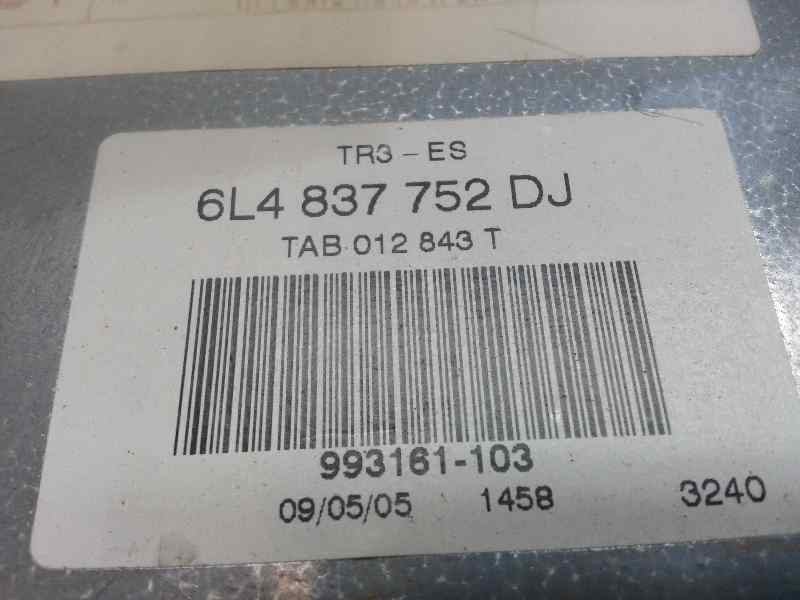 TR3 - ES
6L4 837 752 DJ
TAB 012 843 T
993161-103
09/05/05 1458 3240